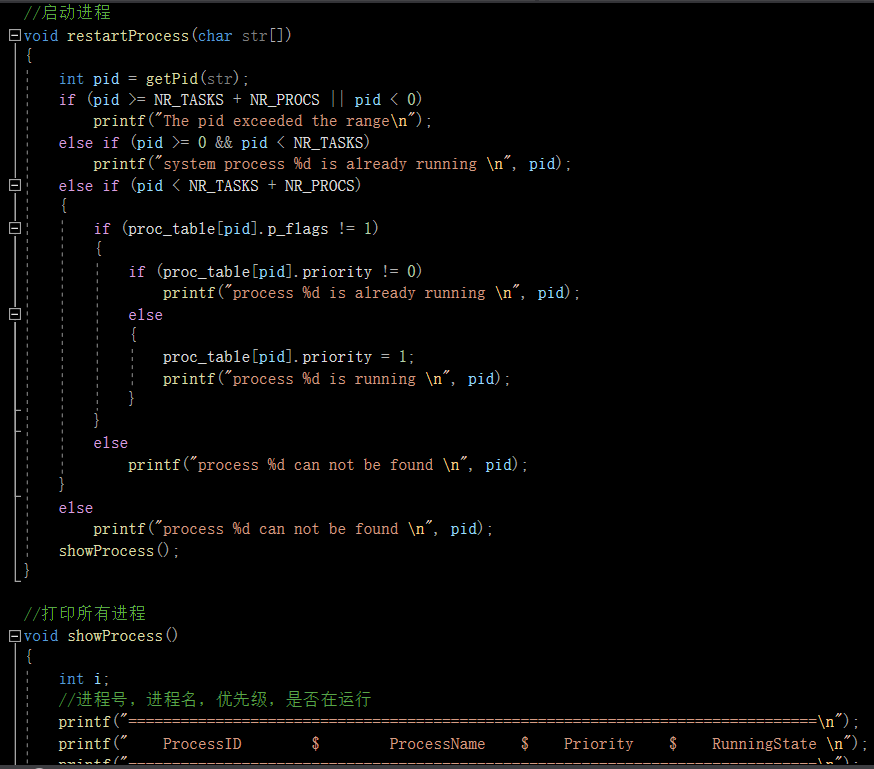 //启动进程
void restartProcess(char str[])
{
int pid = getPid(str);
if (pid >= NR_TASKS + NR_PROCS || pid < 0)
printf("The pid exceeded the range\n");
else if (pid >= 0 && pid < NR_TASKS)
printf("system process %d is already running \n", pid);
else if (pid < NR_TASKS + NR_PROCS)
{
if (proc_table[pid].p_flags != 1)
{
if (proc_table[pid].priority != 0)
printf("process %d is already running \n", pid);
else
{
proc_table[pid].priority = 1;
printf("process %d is running \n", pid);
}
}
else
printf("process %d can not be found \n", pid);
}
else
printf("process %d can not be found \n", pid);
showProcess();
}
//打印所有进程
void showProcess()
{
int i;
//进程号，进程名，优先级，是否在运行
printf("===============================================================================\n");
printf("    ProcessID        $        ProcessName    $    Priority    $    RunningState \n");
printf("===============================================================================\n");